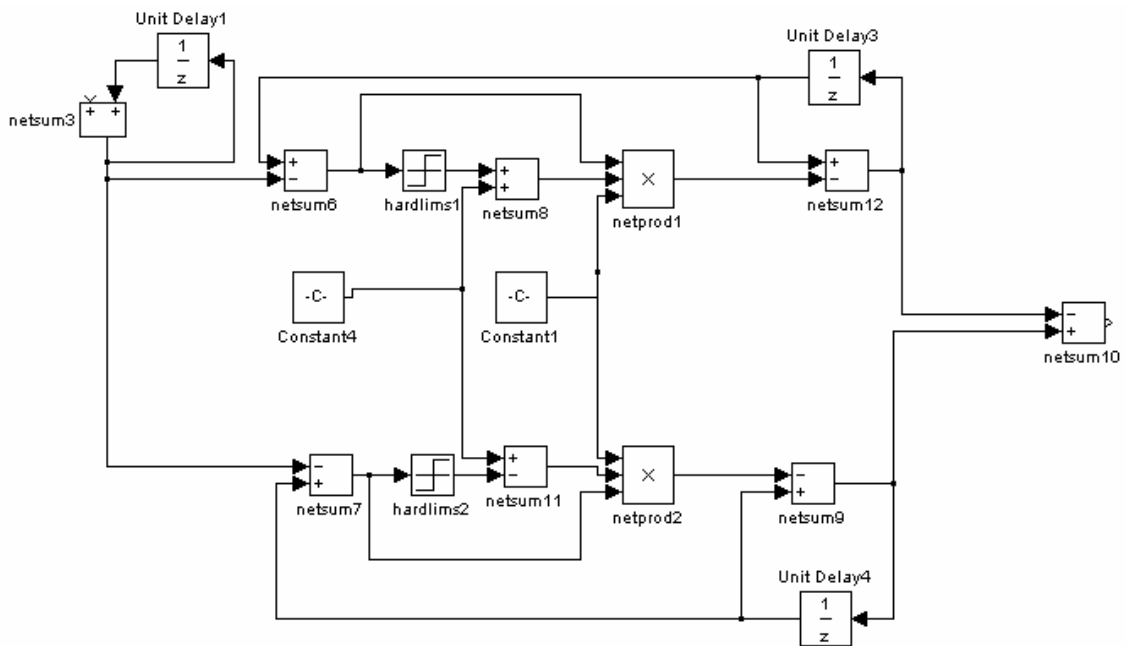 Unit Delay1
1
z
+ +
netsum3
Unit Delay3
1
z
+
−
netsum6
hardlims1
+
+
netsum8
×
netprod1
+
−
netsum12
-C-
Constant4
-C-
Constant1
−
+
netsum10
−
+
netsum7
hardlims2
+
−
netsum11
×
netprod2
−
+
netsum9
Unit Delay4
1
z